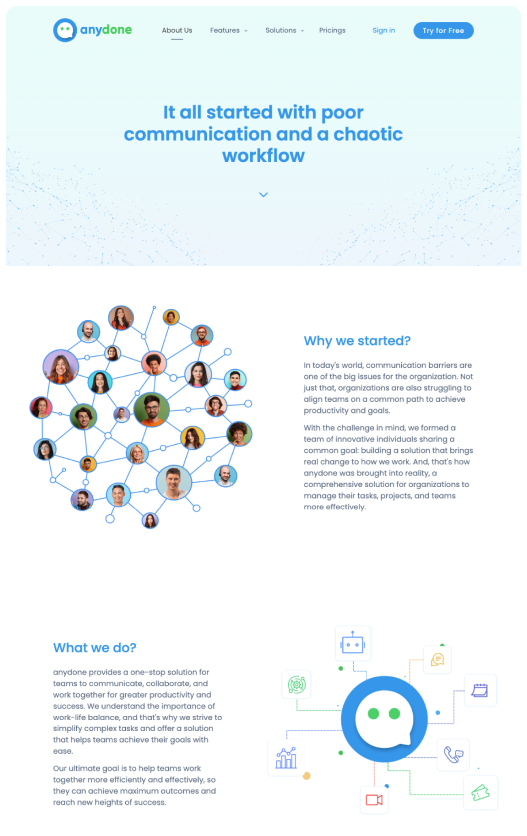 anydone
About Us
Features
Solutions
Pricings
Sign in
Try for Free
It all started with poor
communication and a chaotic
workflow
Why we started?
In today's world, communication barriers are
one of the big issues for the organization. Not
just that, organizations are also struggling to
align teams on a common path to achieve
productivity and goals.
With the challenge in mind, we formed a
team of innovative individuals sharing a
common goal: building a solution that brings
real change to how we work. And, that's how
anydone was brought into reality, a
comprehensive solution for organizations to
manage their tasks, projects, and teams
more effectively.
What we do?
anydone provides a one-stop solution for
teams to communicate, collaborate, and
work together for greater productivity and
success. We understand the importance of
work-life balance, and that's why we strive to
simplify complex tasks and offer a solution
that helps teams achieve their goals with
ease.
Our ultimate goal is to help teams work
together more efficiently and effectively, so
they can achieve maximum outcomes and
reach new heights of success.